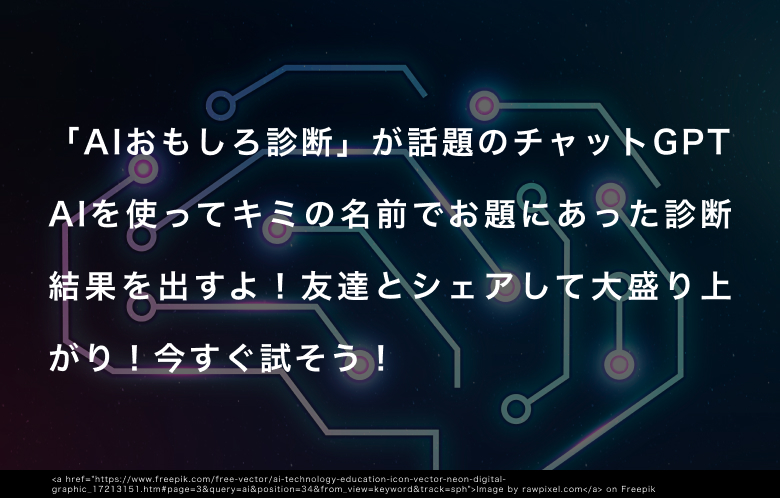 「AIおもしろ診断」が話題のチャットGPT
AIを使ってキミの名前でお題にあった診断
結果を出すよ！友達とシェアして大盛り上
がり！今すぐ試そう！
<a href="https://www.freepik.com/free-vector/ai-technology-education-icon-vector-neon-digital-
graphic_17213151.htm#page=3&query=ai&position=34&from_view=keyword&track=sph">Image by rawpixel.com</a> on Freepik